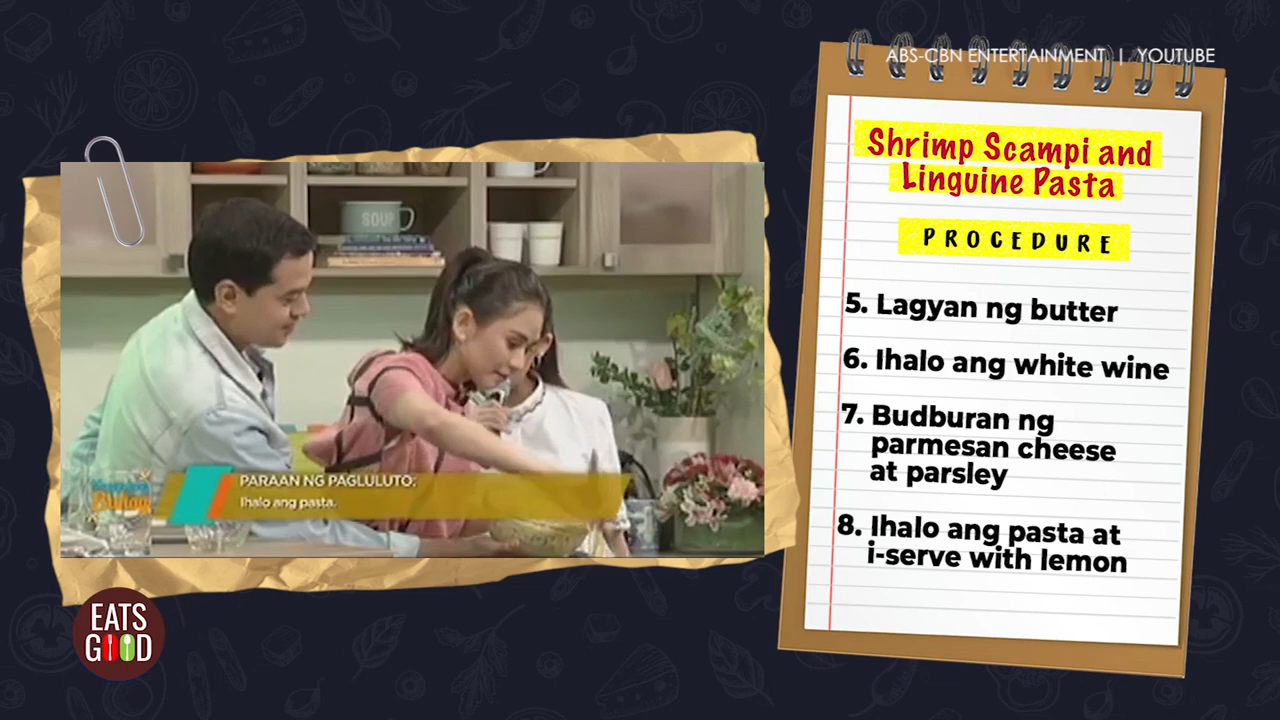 ABS-CBN ENTERTAINMENT | YOUTUBE
Shrimp Scampi and
Linguine Pasta
PROCEDURE
5. Lagyan ng butter
6. Ihalo ang white wine
7. Budburan ng
parmesan cheese
at parsley
8. Ihalo ang pasta at
i-serve with lemon
SOUP
PARAAN NG PAGLULUTO:
Ihalo ang pasta.
EATS
GOOD